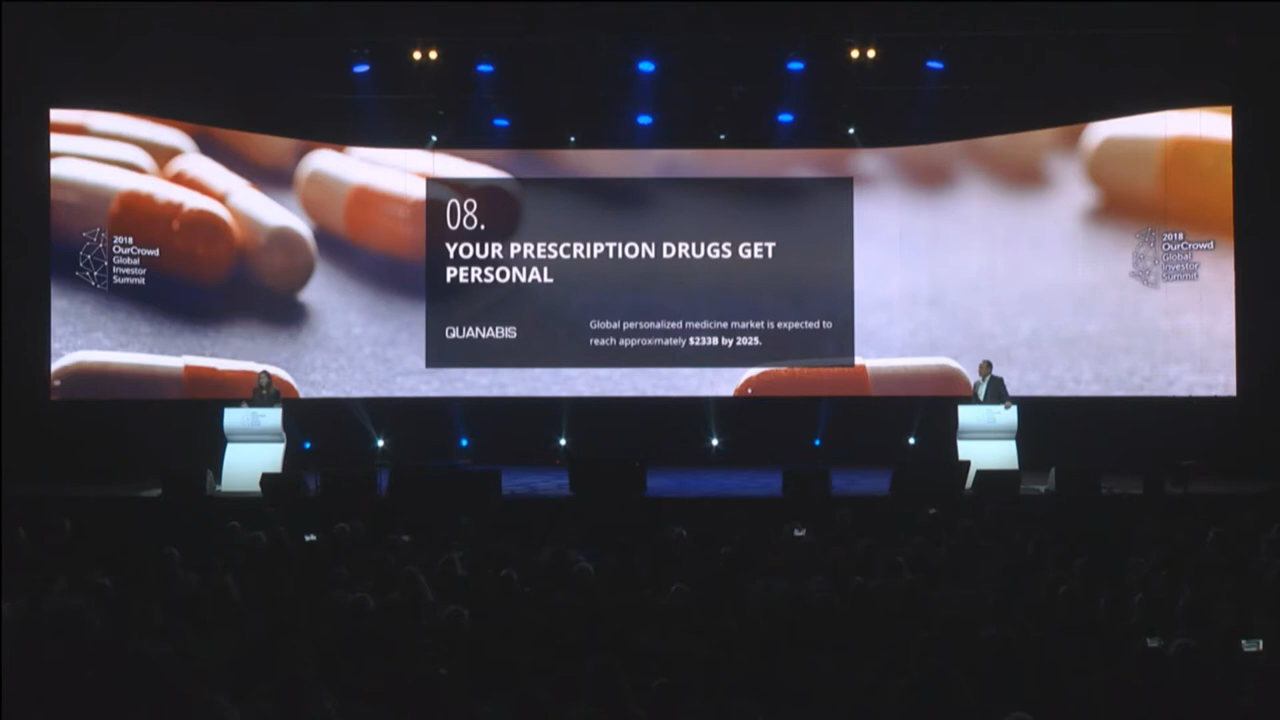 08.
YOUR PRESCRIPTION DRUGS GET
PERSONAL
QUANABIS
Global personalized medicine market is expected to
reach approximately $233B by 2025.
2018
OurCrowd
Global
Investor
Summit
2018
OurCrowd
Global
Investor
Summit